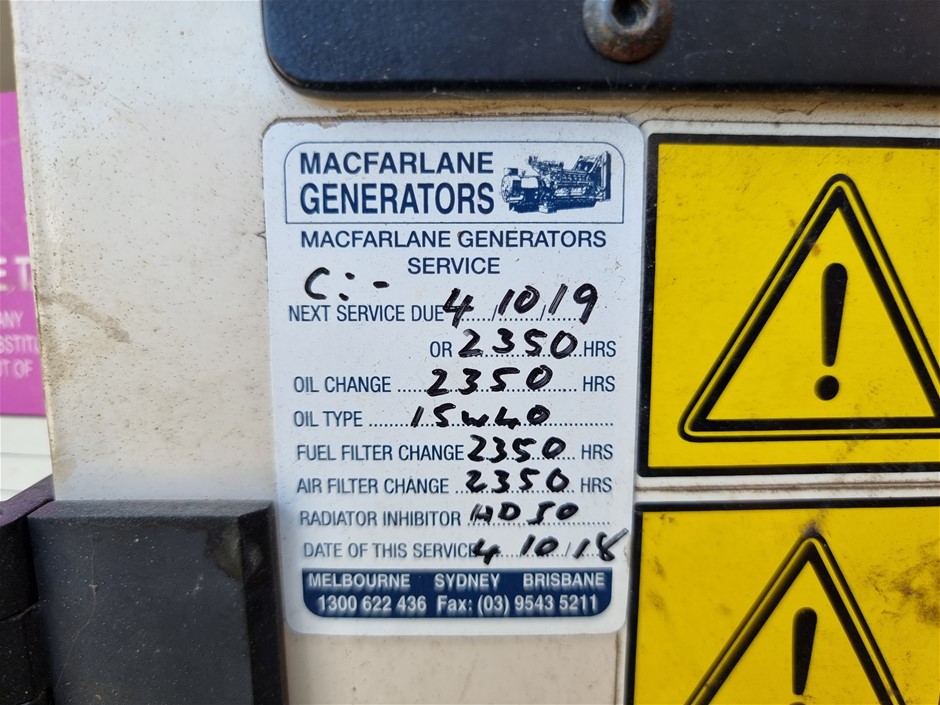 MACFARLANE
GENERATORS
MACFARLANE GENERATORS
SERVICE
C:-
NEXT SERVICE DUE 4/10/19
OR 2350 HRS
OIL CHANGE 2350 HRS
OIL TYPE 15W40
FUEL FILTER CHANGE 2350 HRS
AIR FILTER CHANGE 2350 HRS
RADIATOR INHIBITOR HD50
DATE OF THIS SERVICE 4/10/18
MELBOURNE SYDNEY BRISBANE
1300 622 436 Fax: (03) 9543 5211